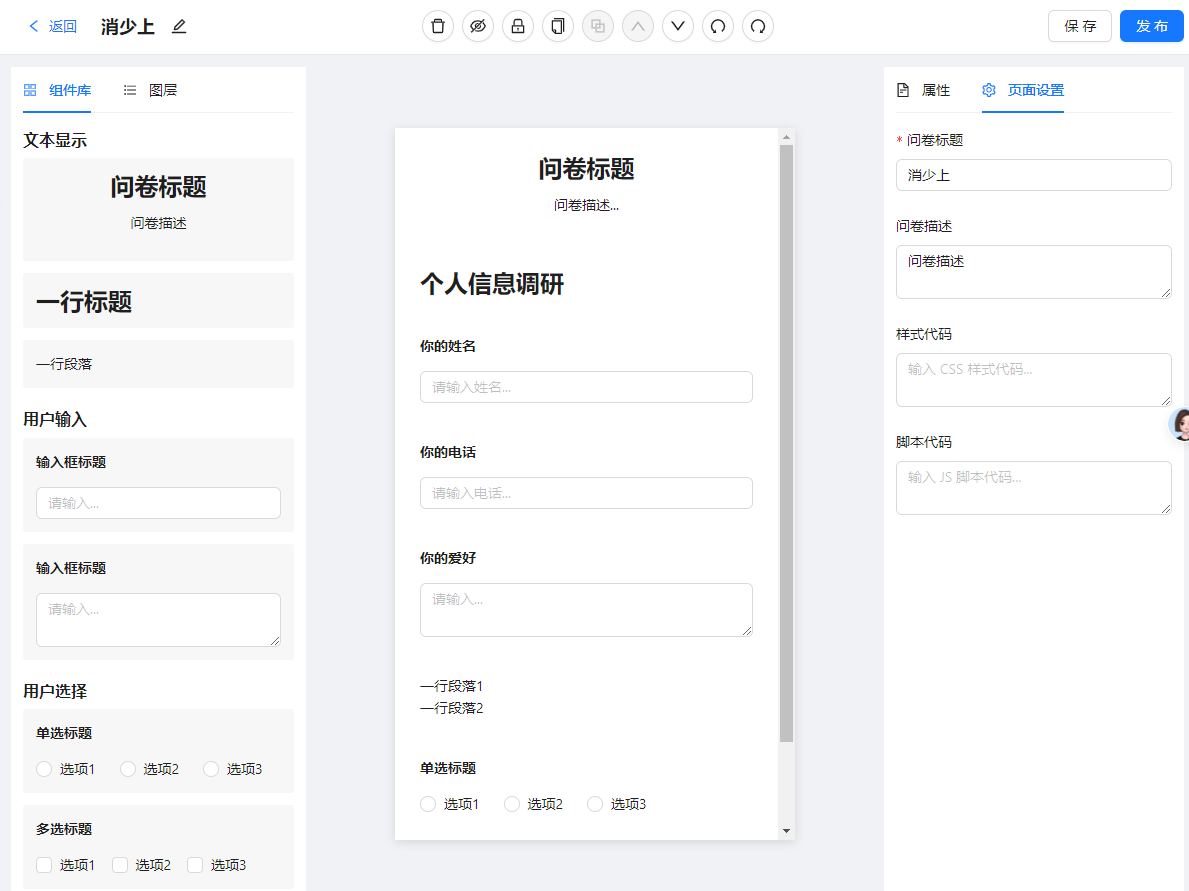 返回 消少上 保 存 发 布
组件库 图层
文本显示
问卷标题
问卷描述
一行标题
一行段落
用户输入
输入框标题
请输入...
输入框标题
请输入...
用户选择
单选标题
选项1 选项2 选项3
多选标题
选项1 选项2 选项3
问卷标题
问卷描述...
个人信息调研
你的姓名
请输入姓名...
你的电话
请输入电话...
你的爱好
请输入...
一行段落1
一行段落2
单选标题
选项1 选项2 选项3
属性 页面设置
* 问卷标题
消少上
问卷描述
问卷描述
样式代码
输入 CSS 样式代码...
脚本代码
输入 JS 脚本代码...